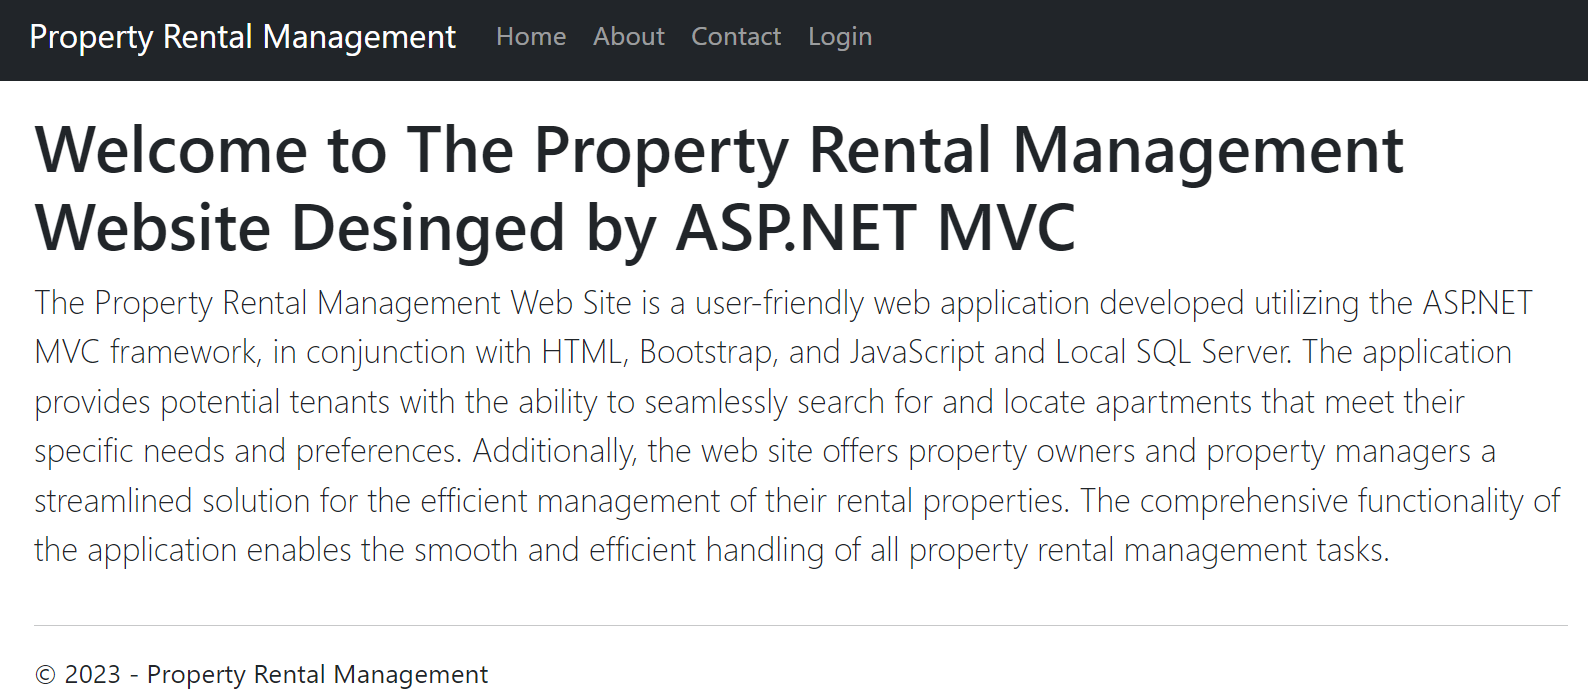 Property Rental Management Home About Contact Login
Welcome to The Property Rental Management
Website Desinged by ASP.NET MVC
The Property Rental Management Web Site is a user-friendly web application developed utilizing the ASP.NET
MVC framework, in conjunction with HTML, Bootstrap, and JavaScript and Local SQL Server. The application
provides potential tenants with the ability to seamlessly search for and locate apartments that meet their
specific needs and preferences. Additionally, the web site offers property owners and property managers a
streamlined solution for the efficient management of their rental properties. The comprehensive functionality of
the application enables the smooth and efficient handling of all property rental management tasks.
© 2023 - Property Rental Management